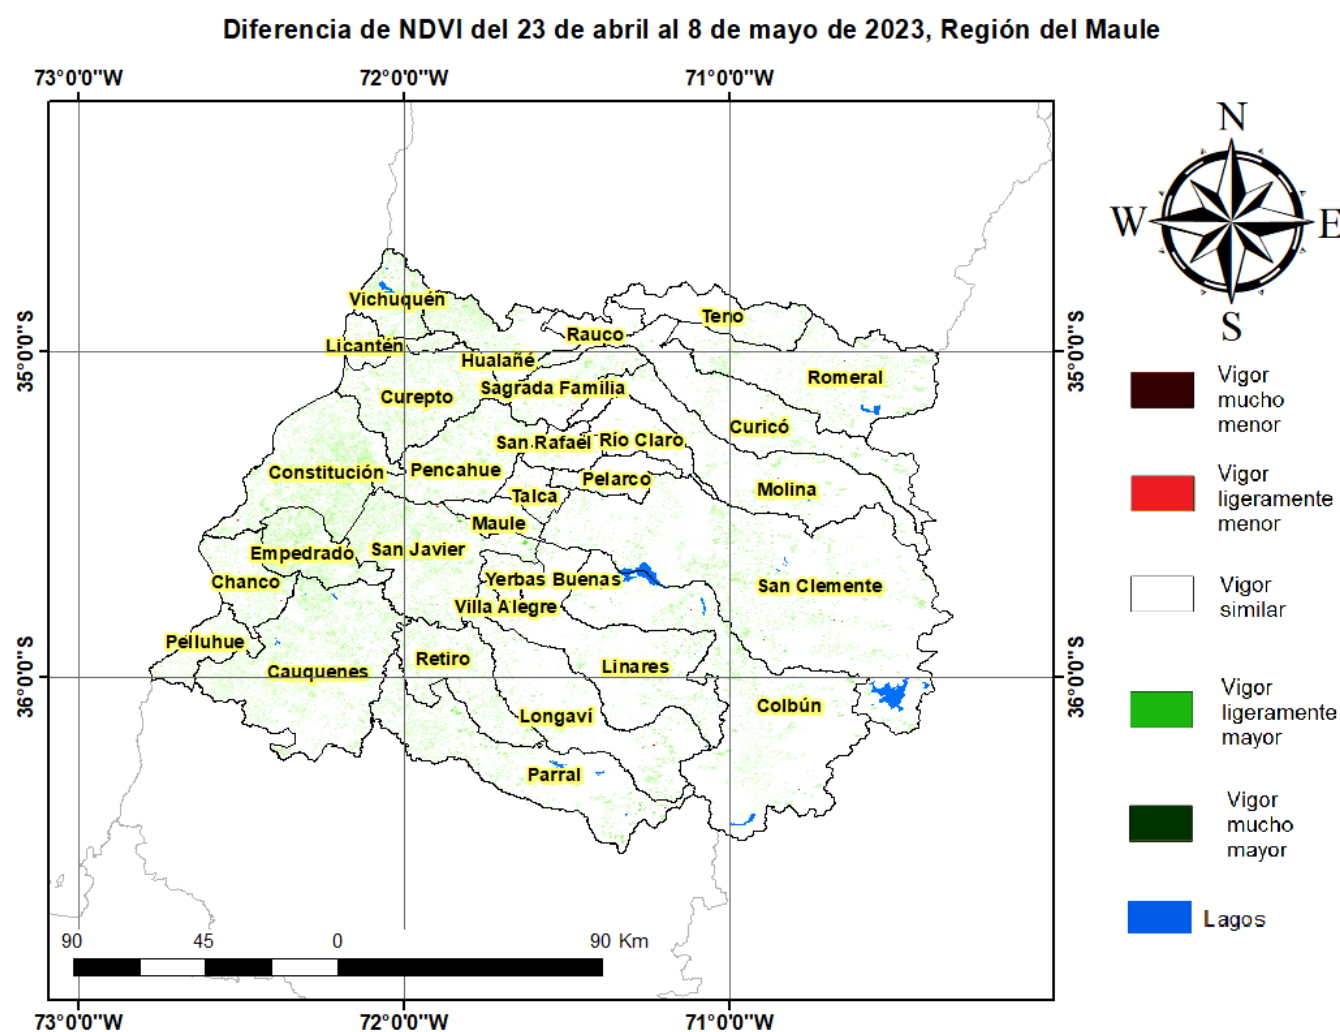 Diferencia de NDVI del 23 de abril al 8 de mayo de 2023, Región del Maule
73°0'0"W
72°0'0"W
71°0'0"W
N
W
E
S
35°0'0"S
35°0'0"S
36°0'0"S
36°0'0"S
Vichuquén
Teno
Rauco
Licantén
Hualañé
Romeral
Sagrada Familia
Curepto
Curicó
San Rafaél
Río Claro
Constitución
Pencahue
Pelarco
Molina
Talca
Maule
Empedrado
San Javier
Chanco
Yerbas Buenas
San Clemente
Villa Alegre
Pelluhue
Retiro
Linares
Cauquenes
Colbún
Longaví
Parral
Vigor
mucho
menor
Vigor
ligeramente
menor
Vigor
similar
Vigor
ligeramente
mayor
Vigor
mucho
mayor
Lagos
90 45 0 90 Km
73°0'0"W
72°0'0"W
71°0'0"W